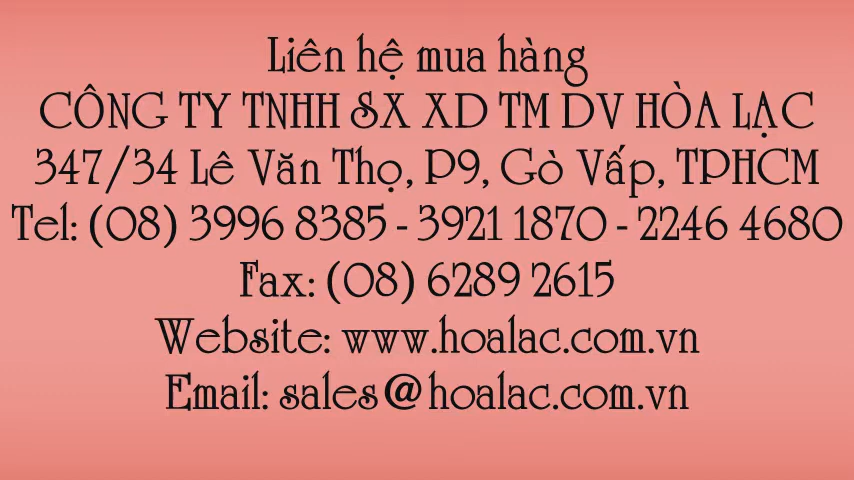 Liên hệ mua hàng
CÔNG TY TNHH SX XD TM DV HÒA LẠC
347/34 Lê Văn Thọ, P9, Gò Vấp, TPHCM
Tel: (08) 3996 8385 - 3921 1870 - 2246 4680
Fax: (08) 6289 2615
Website: www.hoalac.com.vn
Email: sales@hoalac.com.vn